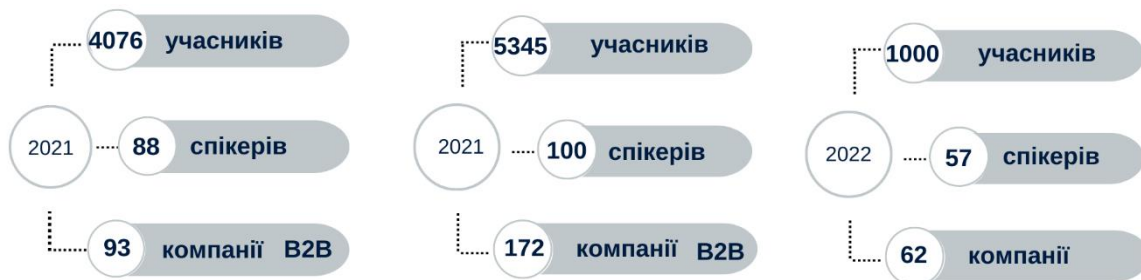 4076 учасників
2021
88 спікерів
93 компанії B2B
5345 учасників
2021
100 спікерів
172 компанії B2B
1000 учасників
2022
57 спікерів
62 компанії